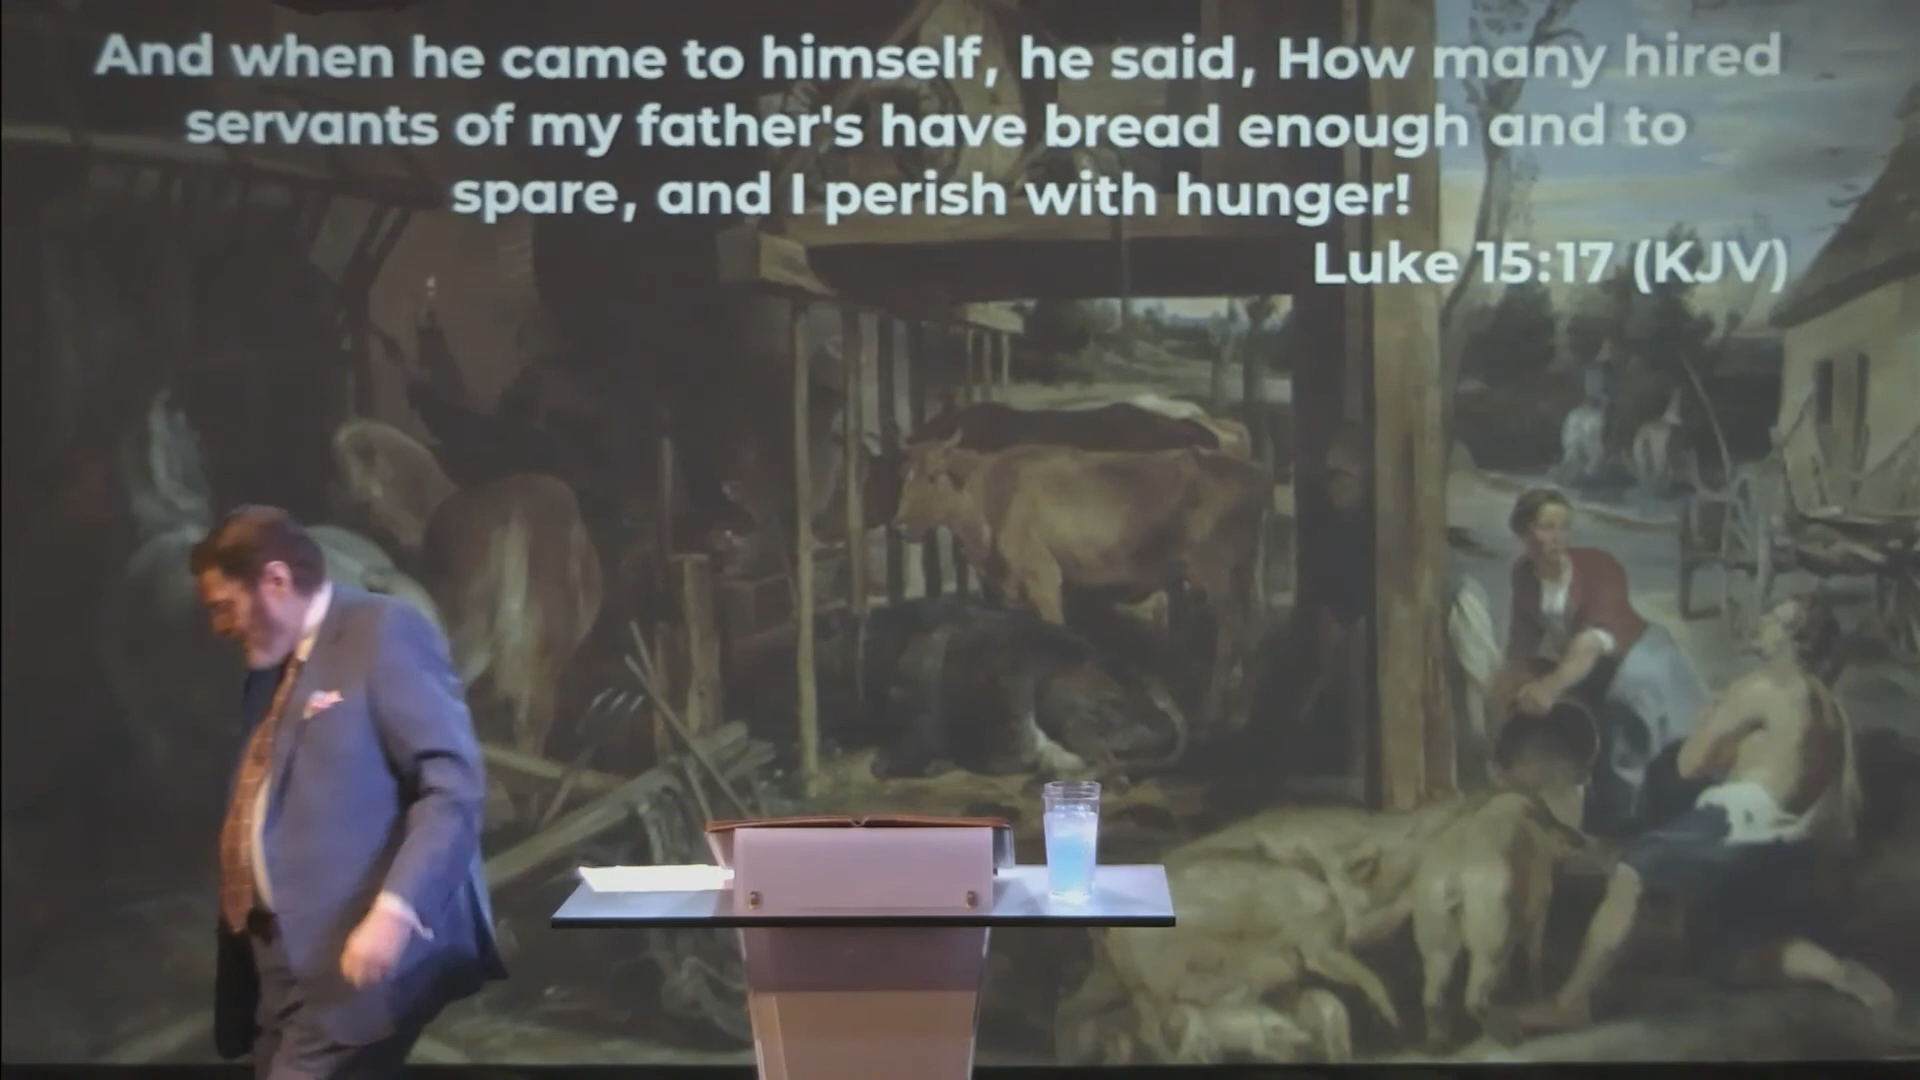 And when he came to himself, he said, How many hired
servants of my father's have bread enough and to
spare, and I perish with hunger!
Luke 15:17 (KJV)